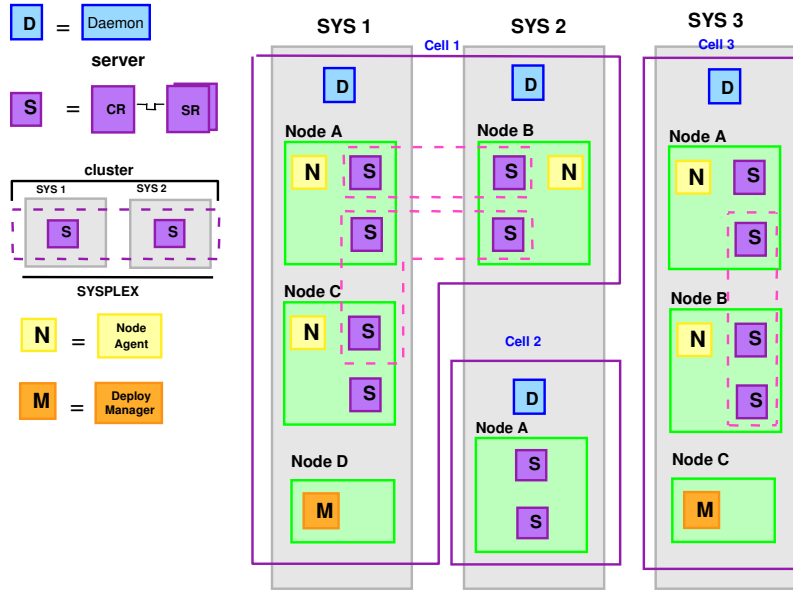 D = Daemon
server
S = CR SR
cluster
SYS 1 SYS 2
S S
SYSPLEX
N = Node Agent
M = Deploy Manager
SYS 1 SYS 2 SYS 3
Cell 1 Cell 3
D D D
Node A Node B Node A
N S S N N S
S S S
Node C Node B
N S N S
Cell 2
S D S
Node A
Node D S Node C
M S M